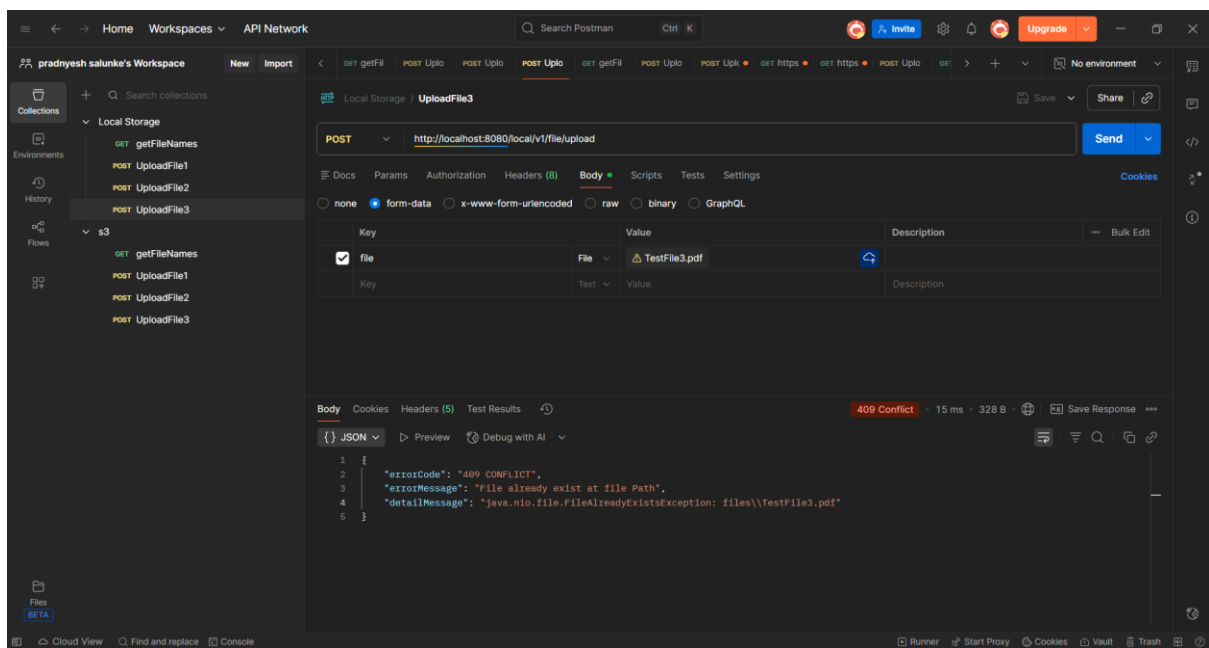 Home Workspaces API Network Search Postman Ctrl K Invite Upgrade
pradnyesh salunke's Workspace New Import GET getFil POST Uplo POST Uplo POST Uplo GET getFil POST Uplo POST Uplc GET https GET https POST Uplo GE No environment
Collections
Environments
History
Flows
Files
BETA
Search collections
Local Storage
GET getFileNames
POST UploadFile1
POST UploadFile2
POST UploadFile3
s3
GET getFileNames
POST UploadFile1
POST UploadFile2
POST UploadFile3
HTTP Local Storage / UploadFile3 Save Share
POST http://localhost:8080/local/v1/file/upload Send
Docs Params Authorization Headers (8) Body Scripts Tests Settings Cookies
none form-data x-www-form-urlencoded raw binary GraphQL
Key Value Description Bulk Edit
file File TestFile3.pdf
Key Text Value Description
Body Cookies Headers (5) Test Results 409 Conflict 15 ms 328 B Save Response
{} JSON Preview Debug with AI
1 {
2 "errorCode": "409 CONFLICT",
3 "errorMessage": "File already exist at file Path",
4 "detailMessage": "java.nio.file.FileAlreadyExistsException: files\\TestFile3.pdf"
5 }
Cloud View Find and replace Console Runner Start Proxy Cookies Vault Trash